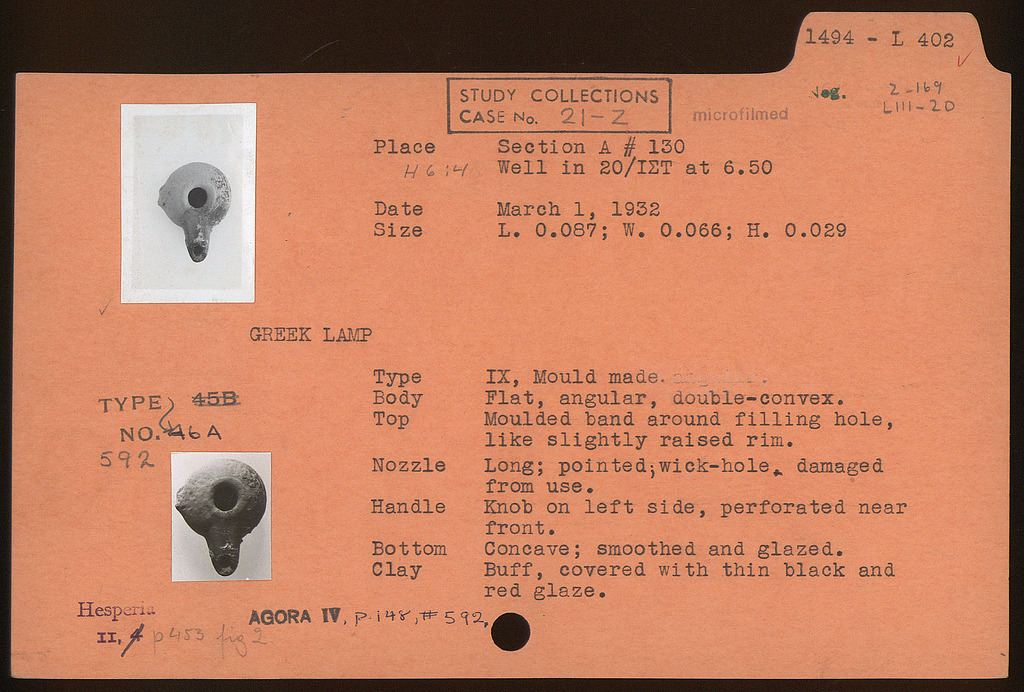 1494 - L 402
STUDY COLLECTIONS
CASE No. 21-Z
microfilmed
Neg. 2-169
LIII-20
Place Section A # 130
H 6:4 Well in 20/ΙΣΤ at 6.50
Date March 1, 1932
Size L. 0.087; W. 0.066; H. 0.029
GREEK LAMP
Type IX, Mould made.
Body Flat, angular, double-convex.
Top Moulded band around filling hole,
like slightly raised rim.
Nozzle Long; pointed; wick-hole, damaged
from use.
Handle Knob on left side, perforated near
front.
Bottom Concave; smoothed and glazed.
Clay Buff, covered with thin black and
red glaze.
TYPE 45B
NO. 46A
592
Hesperia
II, p 453 fig 2
AGORA IV, p. 148, # 592,